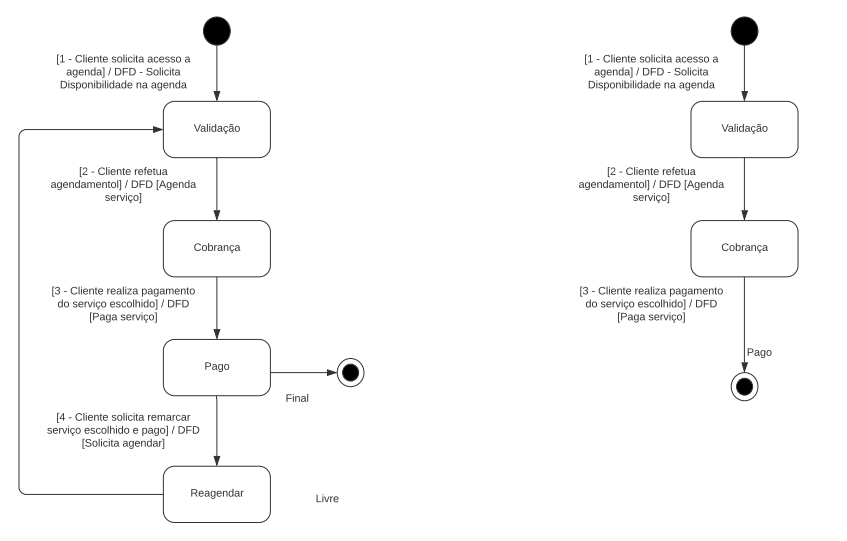 [1 - Cliente solicita acesso a
agenda] / DFD - Solicita
Disponibilidade na agenda
Validação
[2 - Cliente refetua
agendamentol] / DFD [Agenda
serviço]
Cobrança
[3 - Cliente realiza pagamento
do serviço escolhido] / DFD
[Paga serviço]
Pago
Final
[4 - Cliente solicita remarcar
serviço escolhido e pago] / DFD
[Solicita agendar]
Reagendar
Livre
[1 - Cliente solicita acesso a
agenda] / DFD - Solicita
Disponibilidade na agenda
Validação
[2 - Cliente refetua
agendamentol] / DFD [Agenda
serviço]
Cobrança
[3 - Cliente realiza pagamento
do serviço escolhido] / DFD
[Paga serviço]
Pago